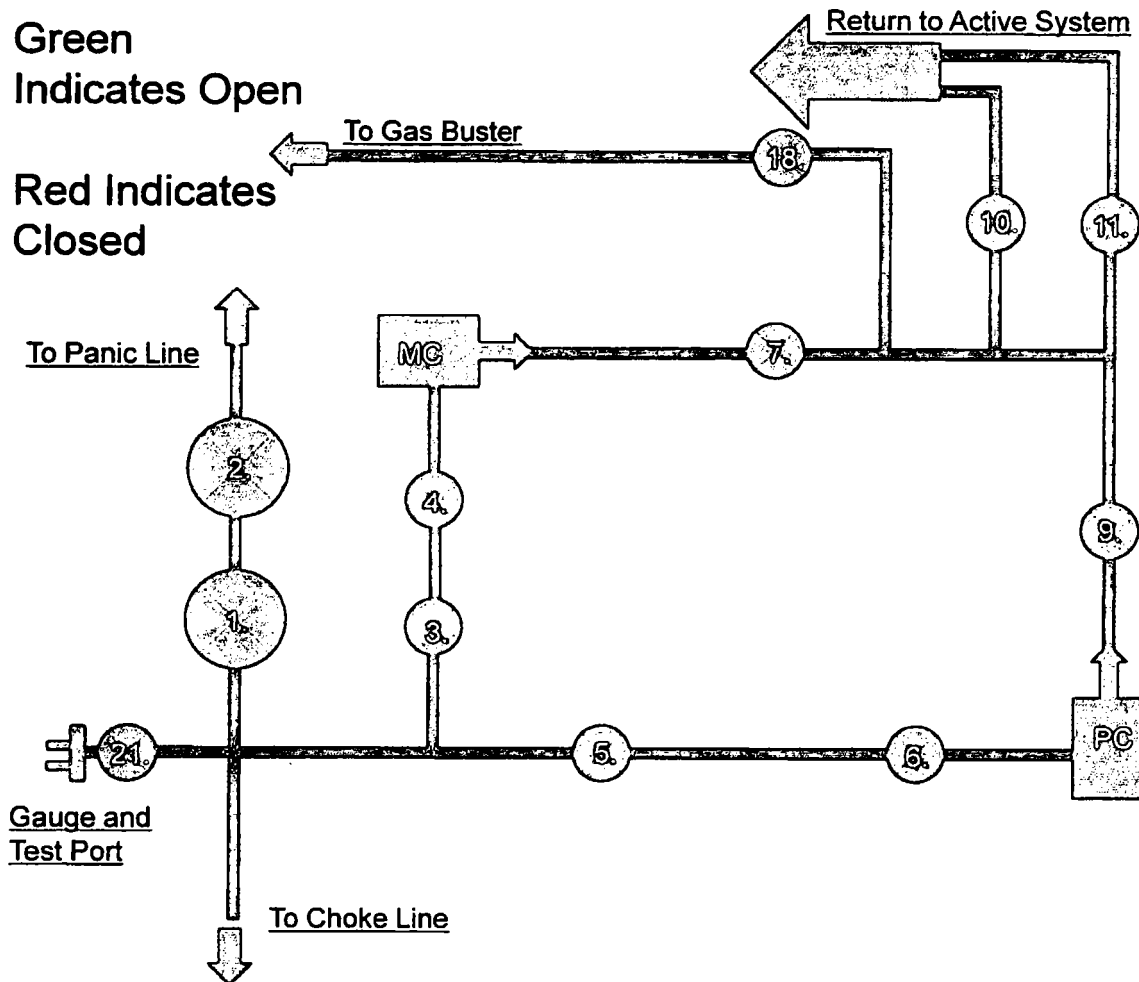 Green
Indicates Open
Red Indicates
Closed
Return to Active System
To Gas Buster
18.
10.
11.
To Panic Line
MC
7.
2.
4.
9.
1.
3.
21.
5.
6.
PC
Gauge and
Test Port
To Choke Line